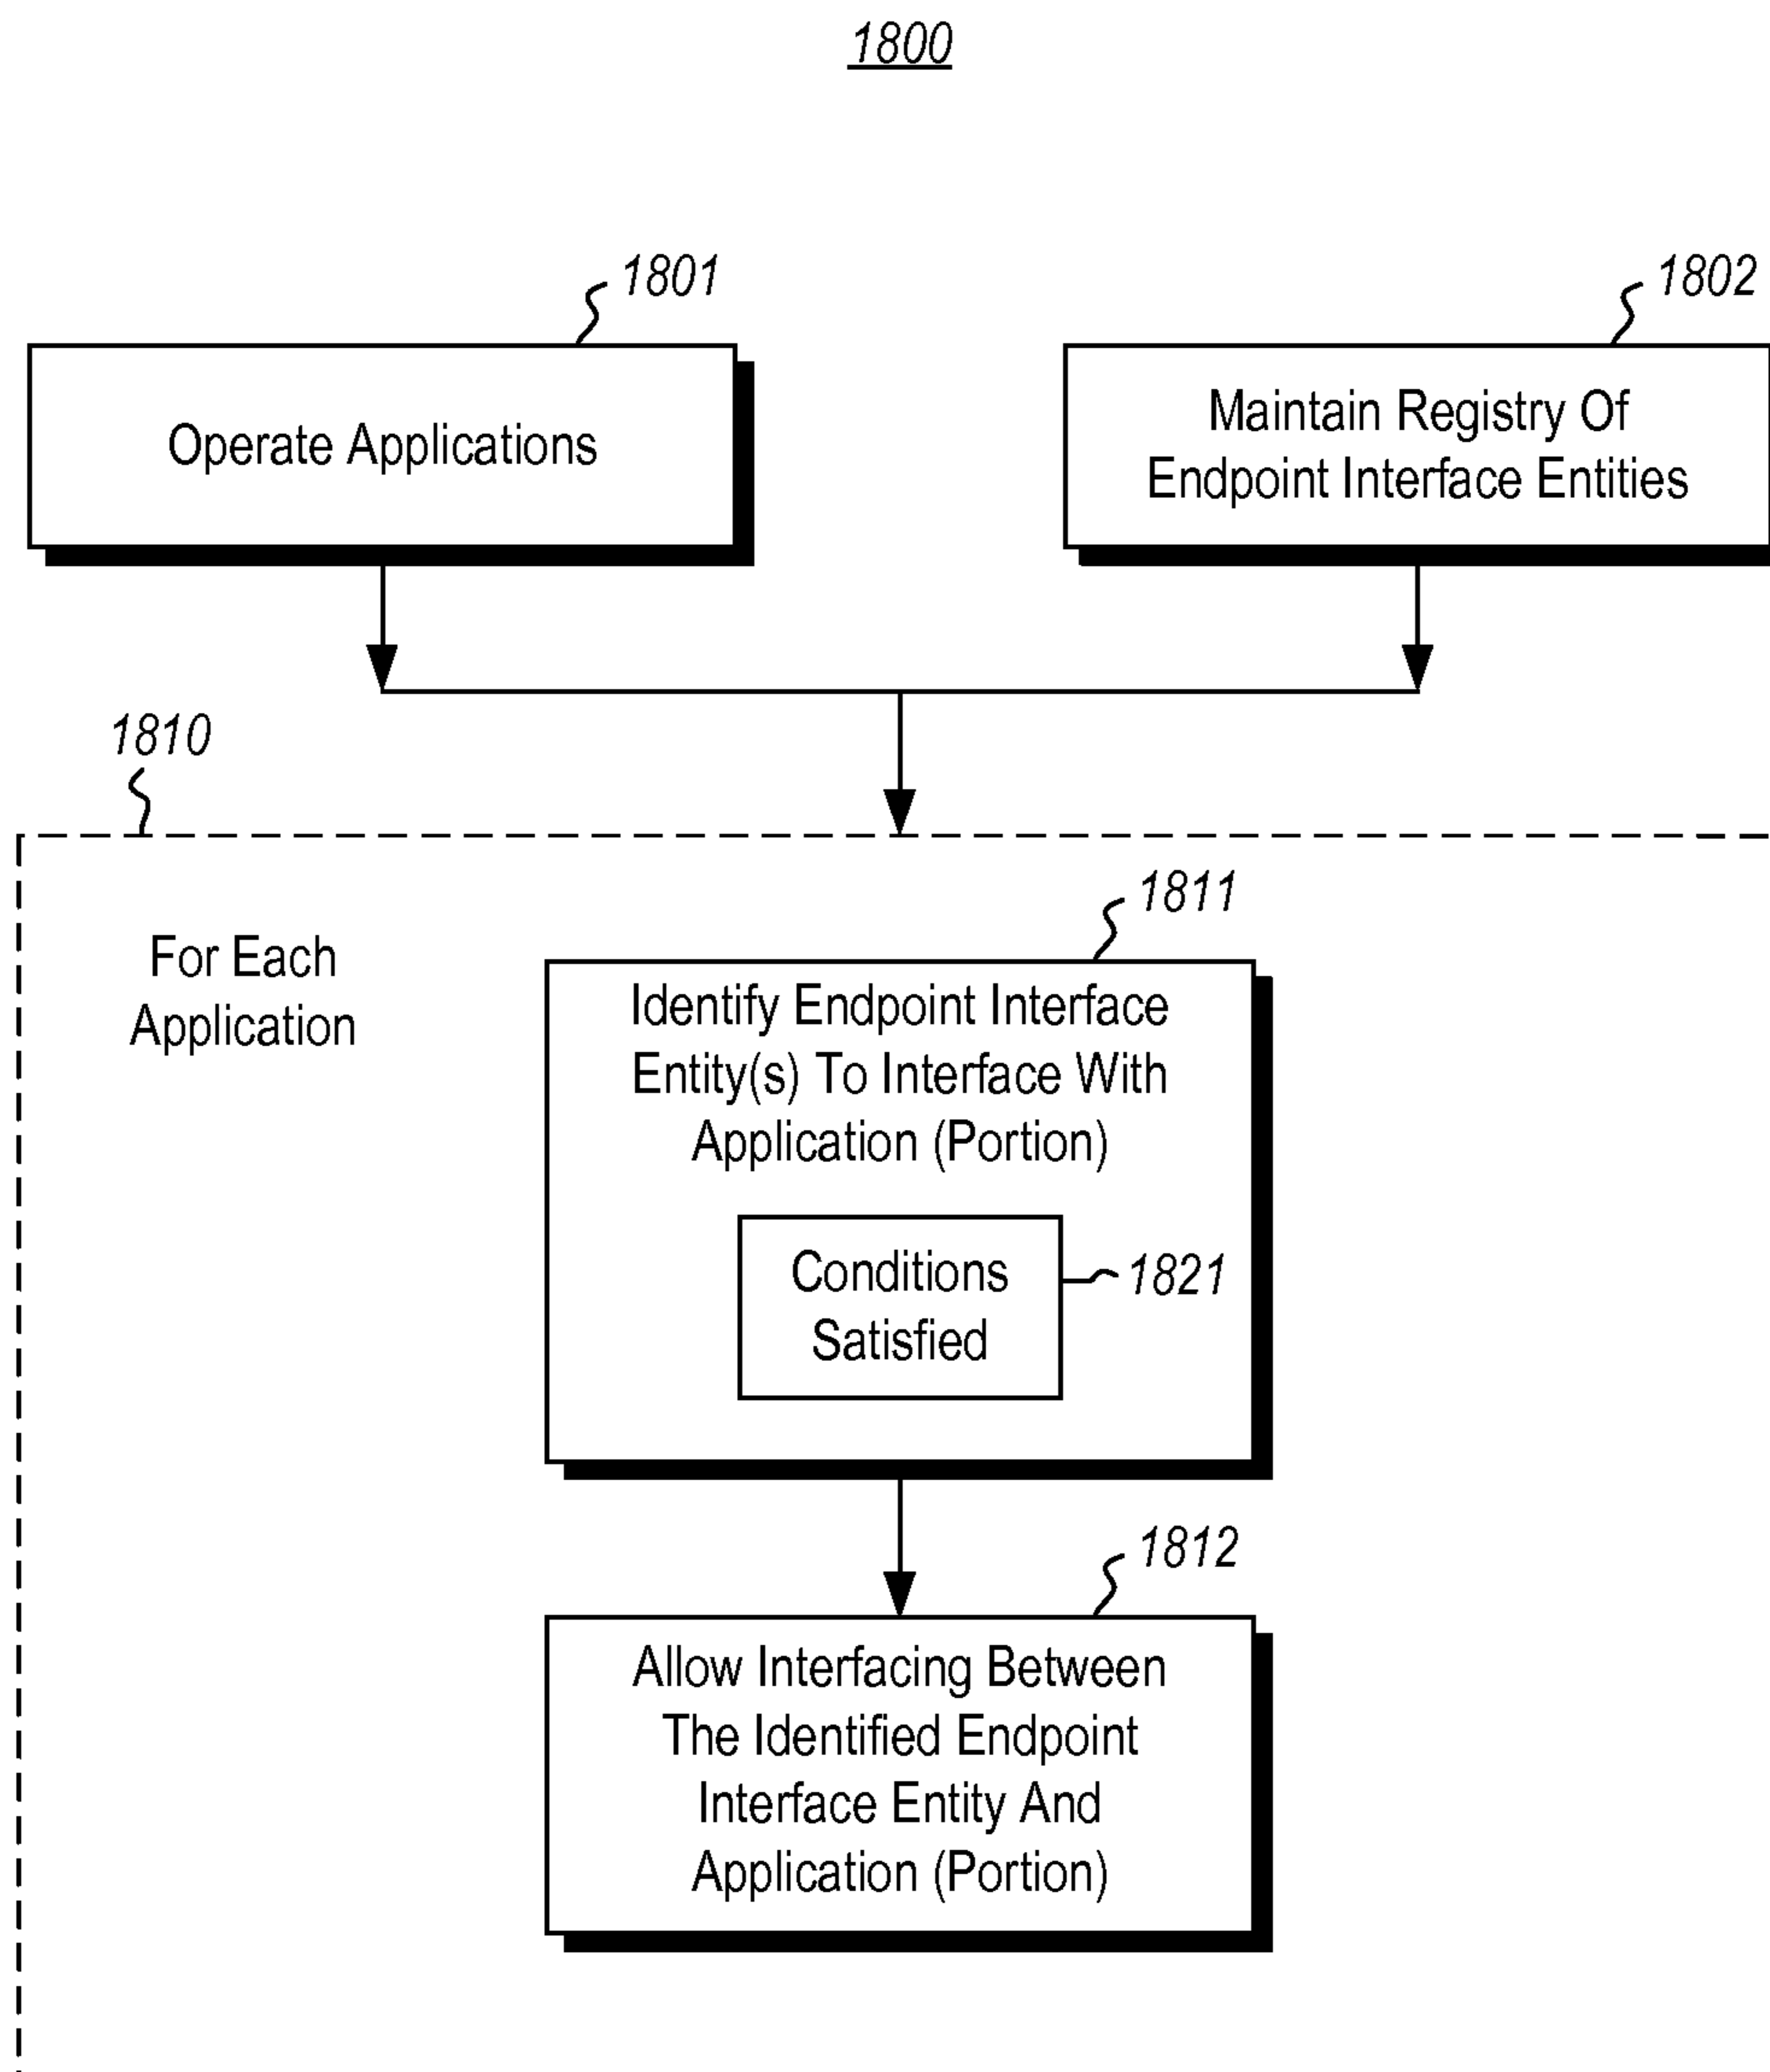 1800
1801
1802
Operate Applications
Maintain Registry Of
Endpoint Interface Entities
1810
1811
For Each
Application
Identify Endpoint Interface
Entity(s) To Interface With
Application (Portion)
Conditions
Satisfied
1821
1812
Allow Interfacing Between
The Identified Endpoint
Interface Entity And
Application (Portion)